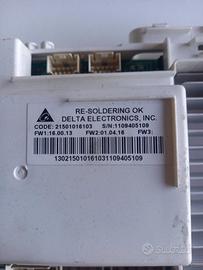 RE-SOLDERING OK
DELTA ELECTRONICS, INC.
CODE: 21501016103 S/N:1109405109
FW1:16.00.13 FW2:01.04.16 FW3:
1302150101610311109405109
subito